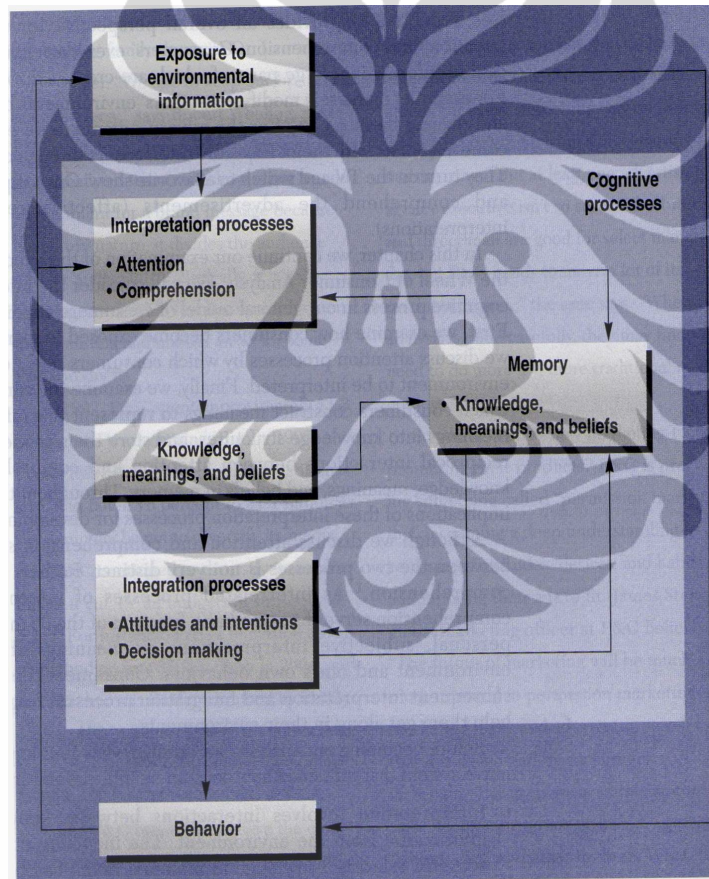 Exposure to
environmental
information
Cognitive
processes
Interpretation processes
• Attention
• Comprehension
Memory
• Knowledge,
meanings, and beliefs
Knowledge,
meanings, and beliefs
Integration processes
• Attitudes and intentions
• Decision making
Behavior